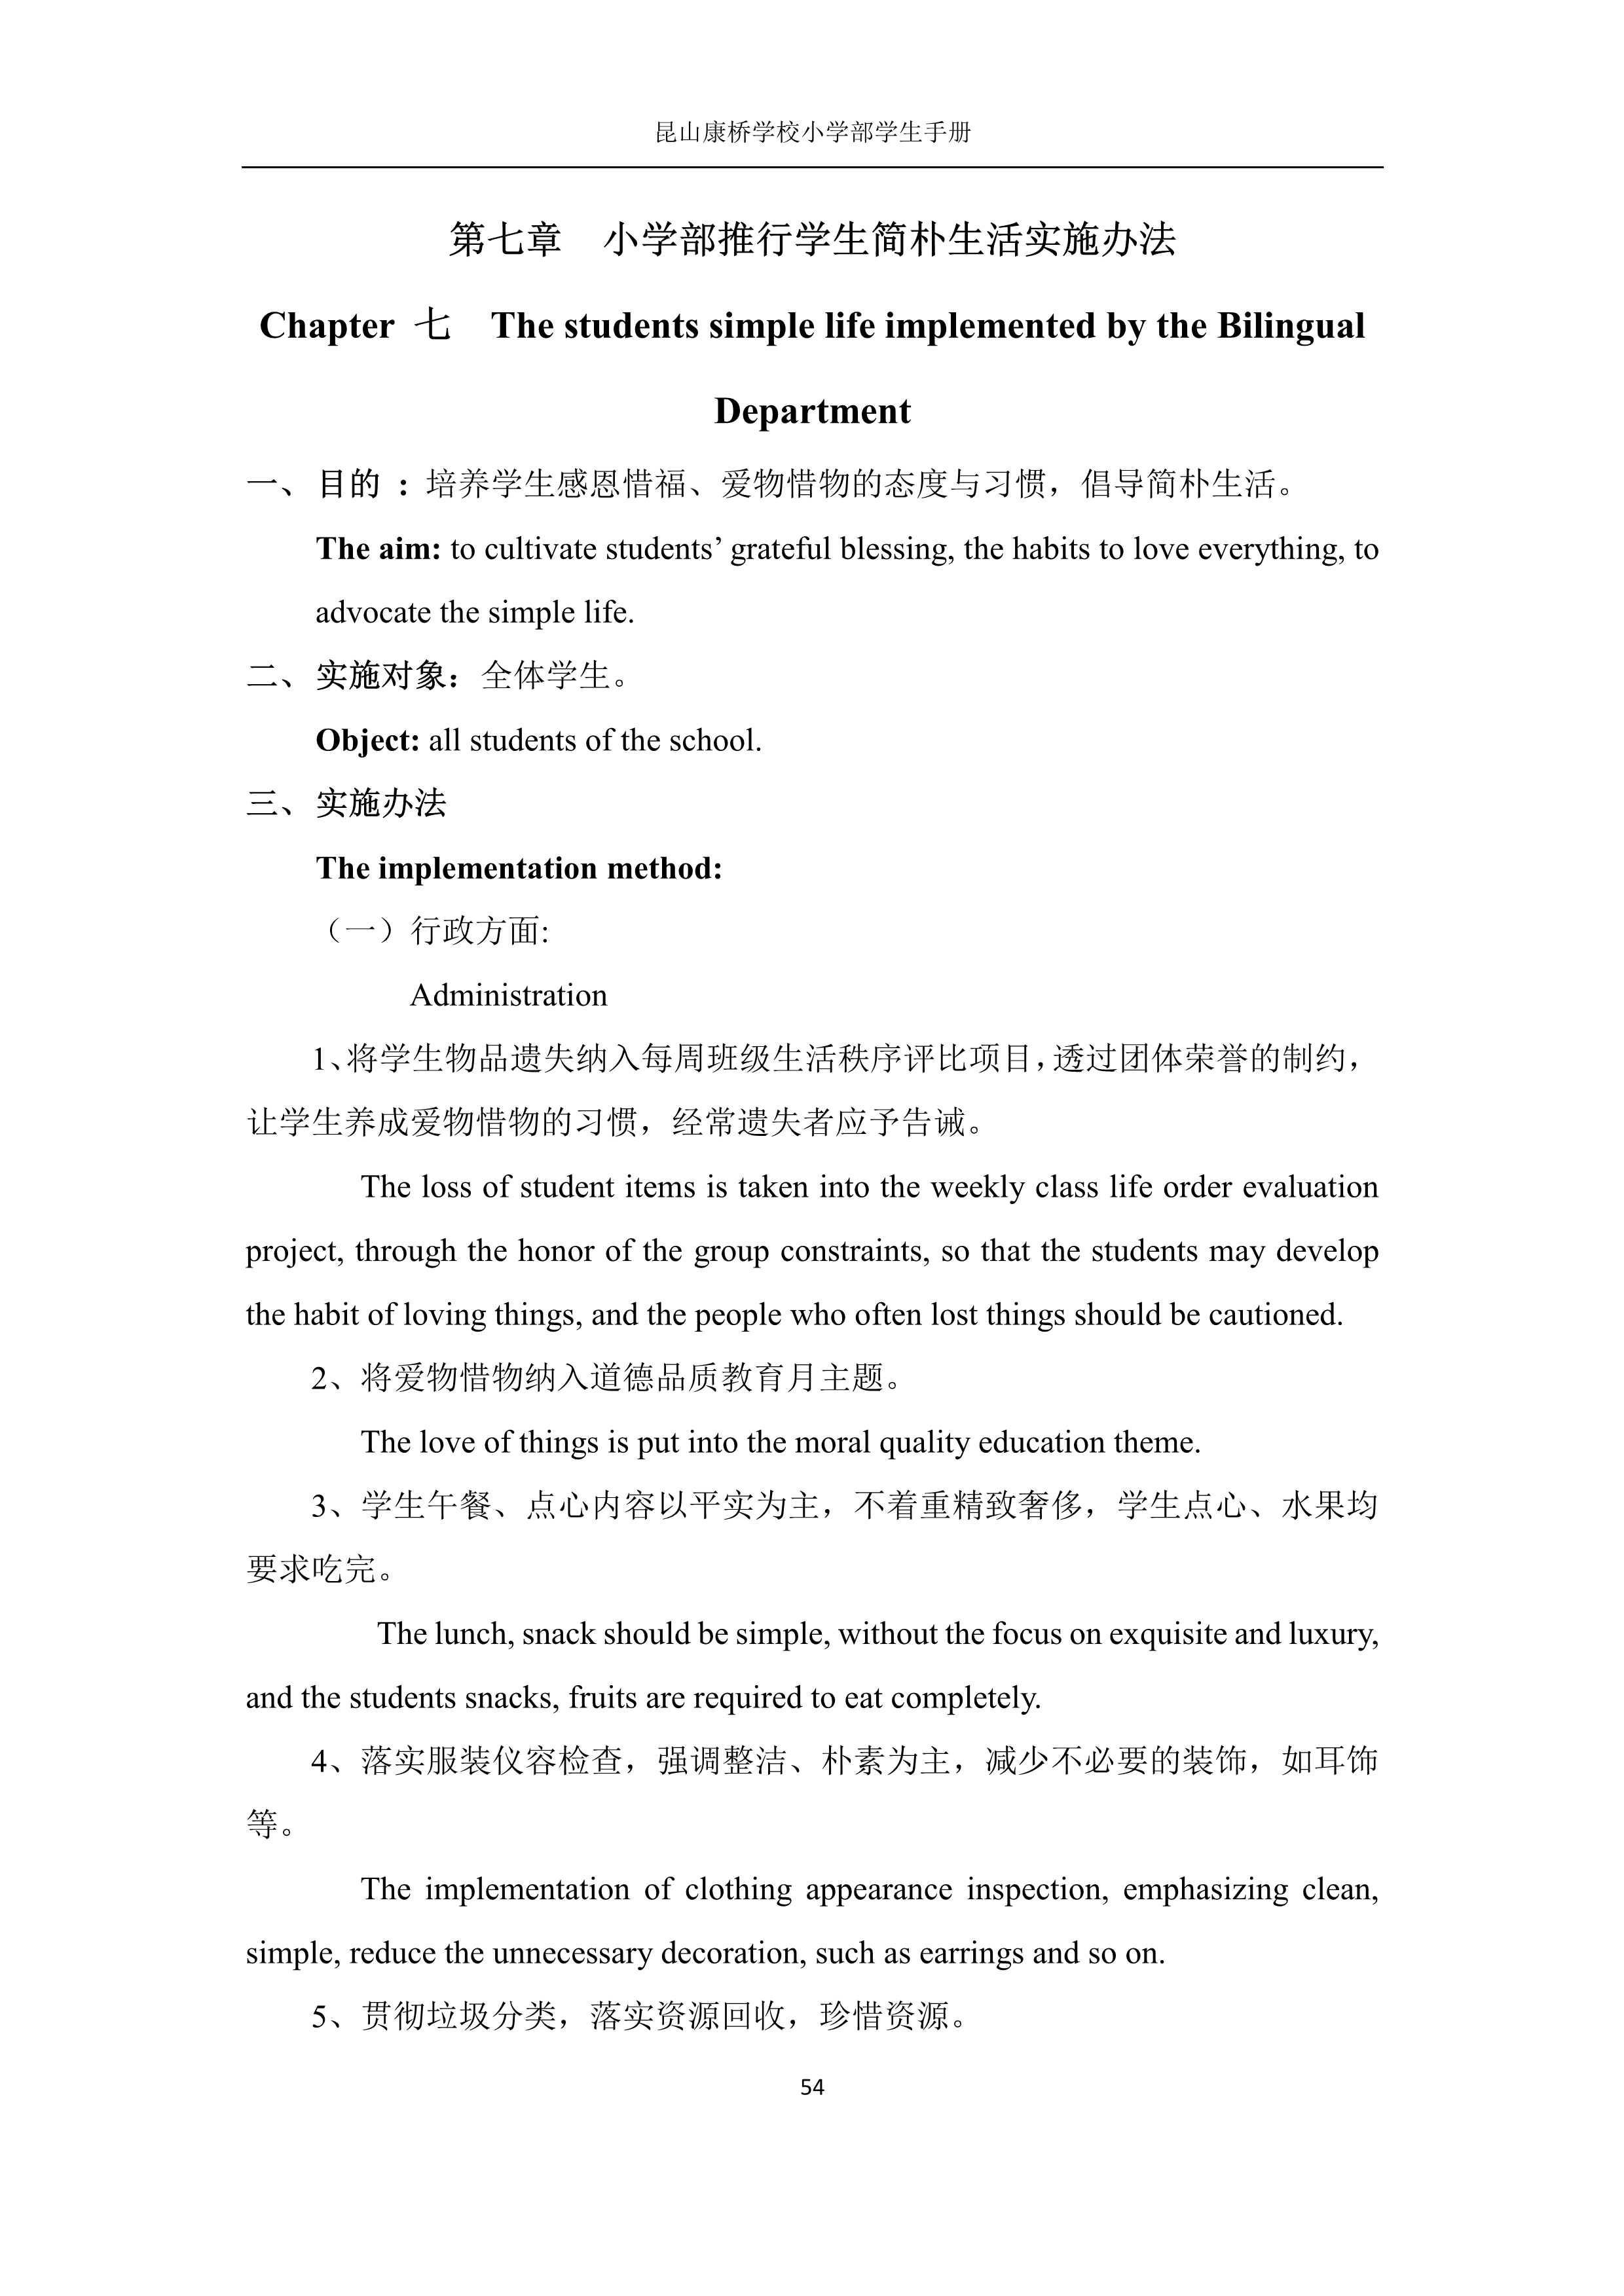 昆山康桥学校小学部学生手册
第七章　小学部推行学生简朴生活实施办法
Chapter 七　The students simple life implemented by the Bilingual
Department
一、目的 ：培养学生感恩惜福、爱物惜物的态度与习惯，倡导简朴生活。
The aim: to cultivate students’ grateful blessing, the habits to love everything, to
advocate the simple life.
二、实施对象：全体学生。
Object: all students of the school.
三、实施办法
The implementation method:
（一）行政方面:
Administration
1、将学生物品遗失纳入每周班级生活秩序评比项目，透过团体荣誉的制约，
让学生养成爱物惜物的习惯，经常遗失者应予告诫。
The loss of student items is taken into the weekly class life order evaluation
project, through the honor of the group constraints, so that the students may develop
the habit of loving things, and the people who often lost things should be cautioned.
2、将爱物惜物纳入道德品质教育月主题。
The love of things is put into the moral quality education theme.
3、学生午餐、点心内容以平实为主，不着重精致奢侈，学生点心、水果均
要求吃完。
The lunch, snack should be simple, without the focus on exquisite and luxury,
and the students snacks, fruits are required to eat completely.
4、落实服装仪容检查，强调整洁、朴素为主，减少不必要的装饰，如耳饰
等。
The implementation of clothing appearance inspection, emphasizing clean,
simple, reduce the unnecessary decoration, such as earrings and so on.
5、贯彻垃圾分类，落实资源回收，珍惜资源。
54